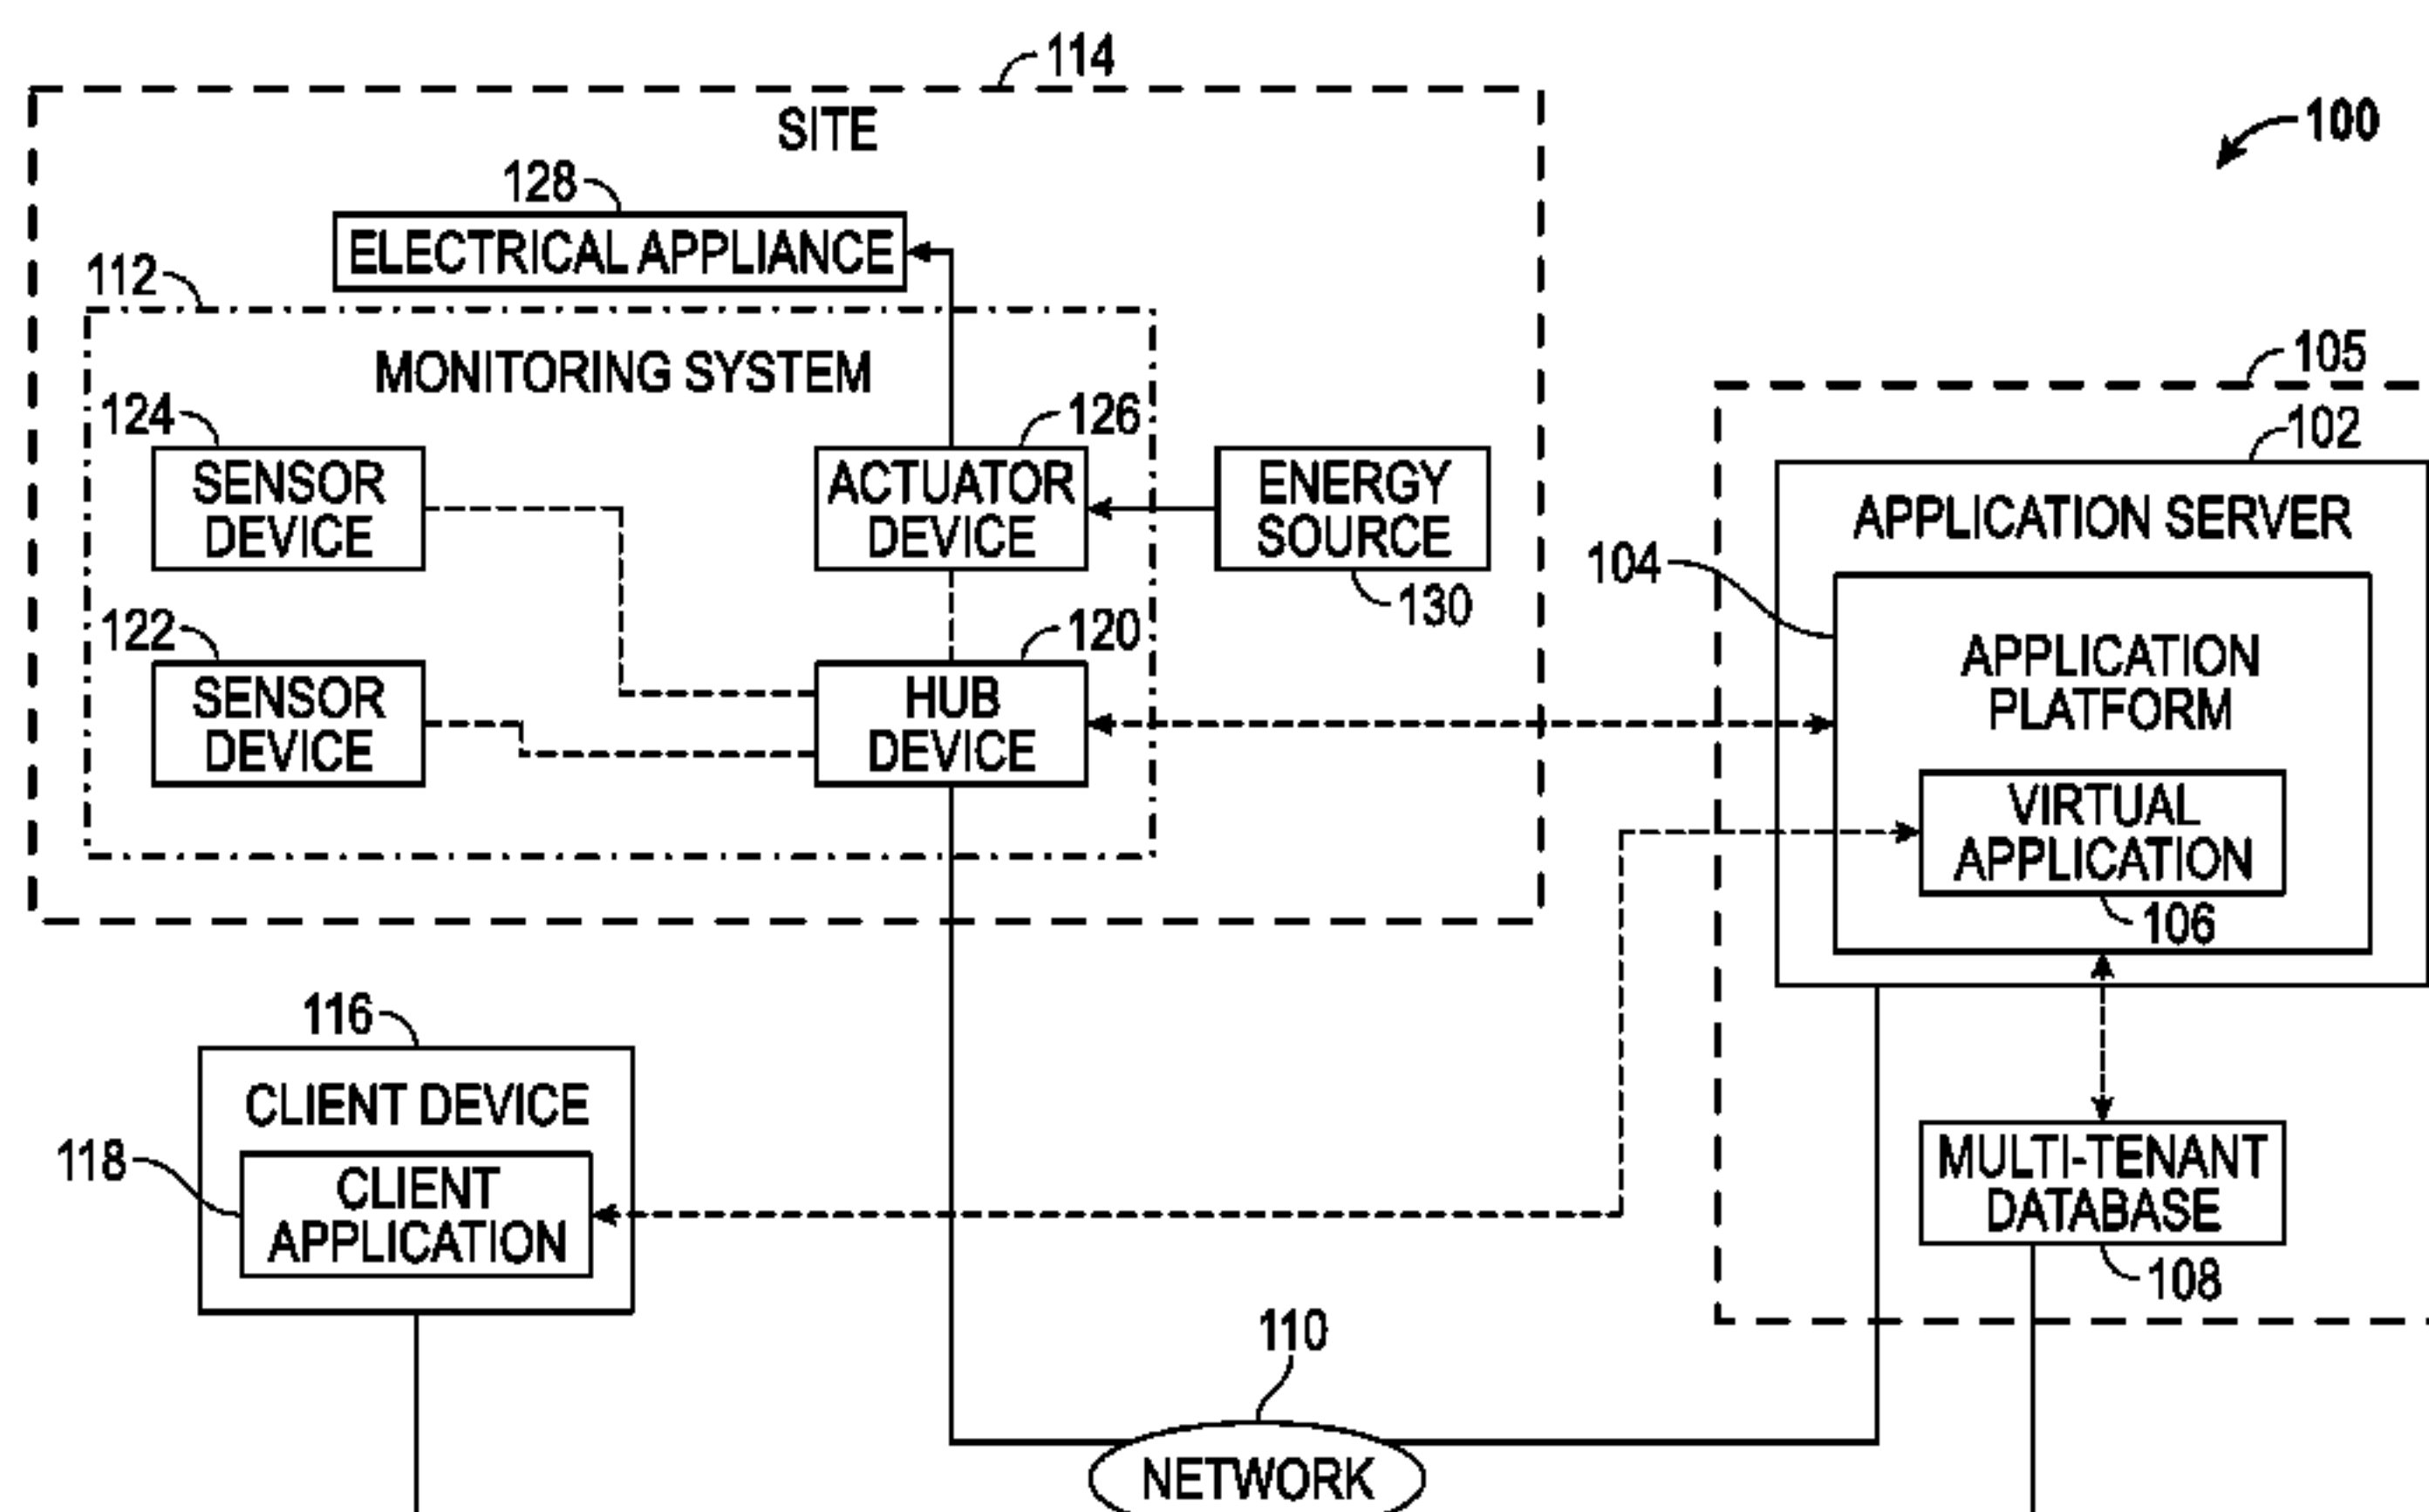 114
SITE
100
128
ELECTRICAL APPLIANCE
112
MONITORING SYSTEM
105
124
126
102
SENSOR
DEVICE
ACTUATOR
DEVICE
ENERGY
SOURCE
APPLICATION SERVER
104
130
122
120
APPLICATION
PLATFORM
SENSOR
DEVICE
HUB
DEVICE
VIRTUAL
APPLICATION
106
116
CLIENT DEVICE
118
CLIENT
APPLICATION
MULTI-TENANT
DATABASE
108
110
NETWORK